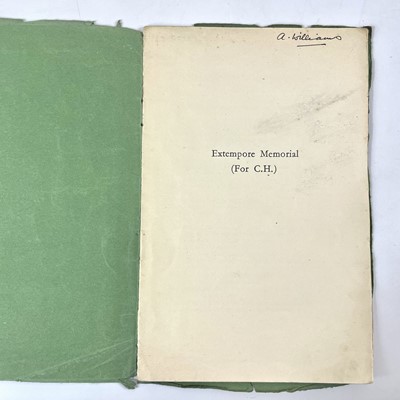 A. Williams
Extempore Memorial
(For C.H.)